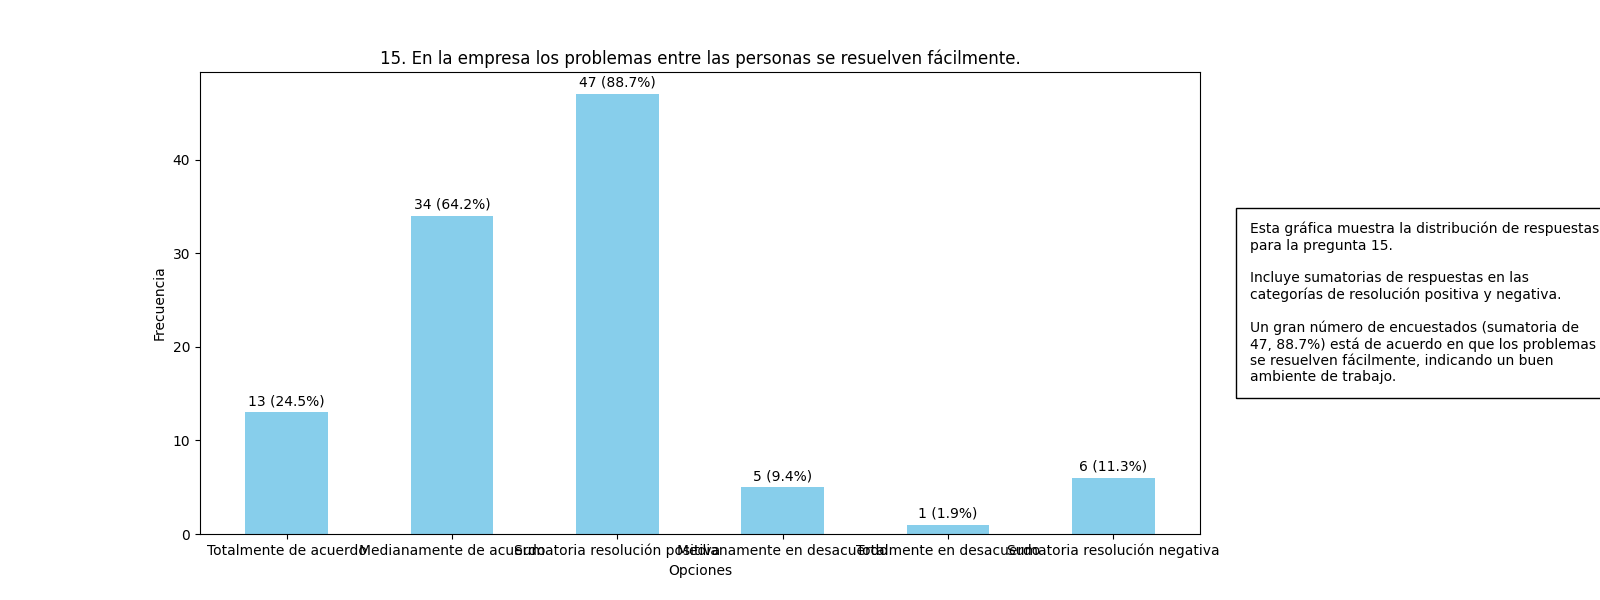 15. En la empresa los problemas entre las personas se resuelven fácilmente.
47 (88.7%)
34 (64.2%)
13 (24.5%)
5 (9.4%)
1 (1.9%)
6 (11.3%)
40
30
20
10
0
Frecuencia
Totalmente de acuerdo
Medianamente de acuerdo
Sumatoria resolución positiva
Medianamente en desacuerdo
Totalmente en desacuerdo
Sumatoria resolución negativa
Opciones
Esta gráfica muestra la distribución de respuestas
para la pregunta 15.
Incluye sumatorias de respuestas en las
categorías de resolución positiva y negativa.
Un gran número de encuestados (sumatoria de
47, 88.7%) está de acuerdo en que los problemas
se resuelven fácilmente, indicando un buen
ambiente de trabajo.